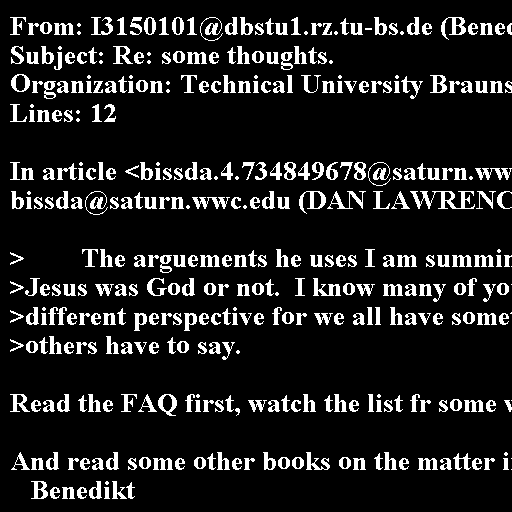 From: I3150101@dbstu1.rz.tu-bs.de (Bened
Subject: Re: some thoughts.
Organization: Technical University Brauns
Lines: 12

In article <bissda.4.734849678@saturn.ww
bissda@saturn.wwc.edu (DAN LAWRENC

>        The arguements he uses I am summin
>Jesus was God or not.  I know many of yo
>different perspective for we all have some
>others have to say.

Read the FAQ first, watch the list fr some w

And read some other books on the matter i
   Benedikt